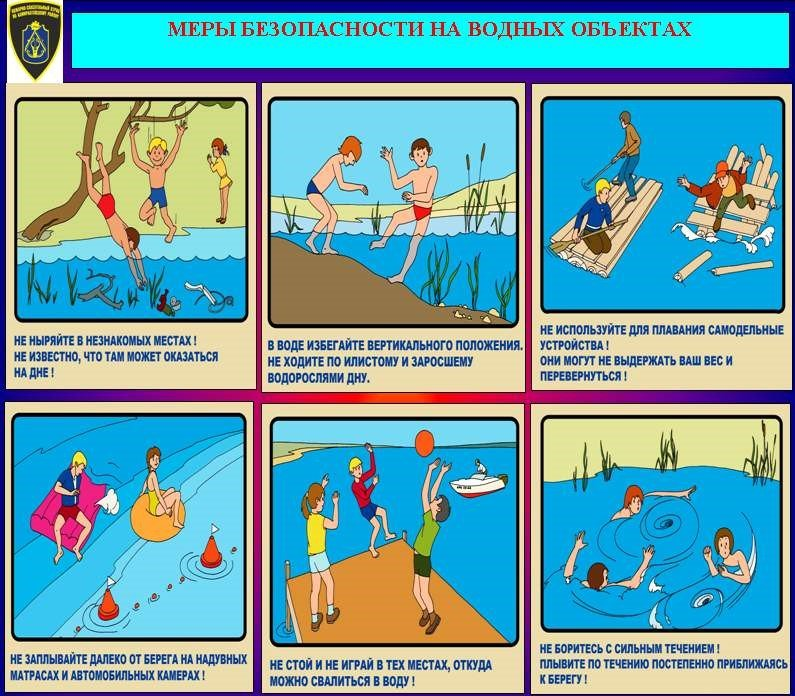 МЕРЫ БЕЗОПАСНОСТИ НА ВОДНЫХ ОБЪЕКТАХ
НЕ НЫРЯЙТЕ В НЕЗНАКОМЫХ МЕСТАХ !
НЕ ИЗВЕСТНО, ЧТО ТАМ МОЖЕТ ОКАЗАТЬСЯ
НА ДНЕ !
В ВОДЕ ИЗБЕГАЙТЕ ВЕРТИКАЛЬНОГО ПОЛОЖЕНИЯ.
НЕ ХОДИТЕ ПО ИЛИСТОМУ И ЗАРОСШЕМУ
ВОДОРОСЛЯМИ ДНУ.
НЕ ИСПОЛЬЗУЙТЕ ДЛЯ ПЛАВАНИЯ САМОДЕЛЬНЫЕ
УСТРОЙСТВА !
ОНИ МОГУТ НЕ ВЫДЕРЖАТЬ ВАШ ВЕС И
ПЕРЕВЕРНУТЬСЯ !
НЕ ЗАПЛЫВАЙТЕ ДАЛЕКО ОТ БЕРЕГА НА НАДУВНЫХ
МАТРАСАХ И АВТОМОБИЛЬНЫХ КАМЕРАХ !
НЕ СТОЙ И НЕ ИГРАЙ В ТЕХ МЕСТАХ, ОТКУДА
МОЖНО СВАЛИТЬСЯ В ВОДУ !
НЕ БОРИТЕСЬ С СИЛЬНЫМ ТЕЧЕНИЕМ !
ПЛЫВИТЕ ПО ТЕЧЕНИЮ ПОСТЕПЕННО ПРИБЛИЖАЯСЬ
К БЕРЕГУ !